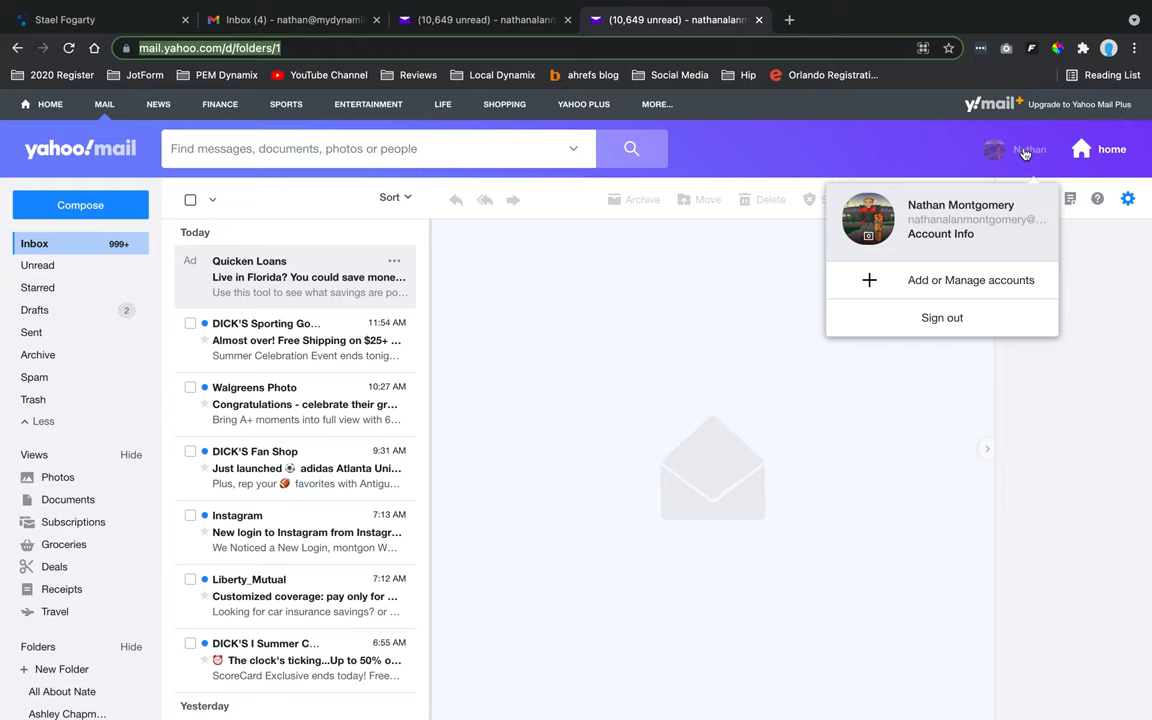 Stael Fogarty
Inbox (4) - nathan@mydynami
(10,649 unread) - nathanalanm
(10,649 unread) - nathanalanm
mail.yahoo.com/d/folders/1
2020 Register
JotForm
PEM Dynamix
YouTube Channel
Reviews
Local Dynamix
ahrefs blog
Social Media
Hip
Orlando Registrati...
Reading List
HOME
MAIL
NEWS
FINANCE
SPORTS
ENTERTAINMENT
LIFE
SHOPPING
YAHOO PLUS
MORE...
y!mail+ Upgrade to Yahoo Mail Plus
yahoo!mail
Find messages, documents, photos or people
Nathan
home
Compose
Sort
Archive
Move
Delete
S
Nathan Montgomery
nathanalanmontgomery@...
Account Info
Add or Manage accounts
Sign out
Inbox 999+
Unread
Starred
Drafts 2
Sent
Archive
Spam
Trash
Less
Views Hide
Photos
Documents
Subscriptions
Groceries
Deals
Receipts
Travel
Folders Hide
+ New Folder
All About Nate
Ashley Chapm...
Today
Ad Quicken Loans ...
Live in Florida? You could save mone...
Use this tool to see what savings are po...
DICK'S Sporting Go... 11:54 AM
Almost over! Free Shipping on $25+ ...
Summer Celebration Event ends tonig...
Walgreens Photo 10:27 AM
Congratulations - celebrate their gr...
Bring A+ moments into full view with 6...
DICK'S Fan Shop 9:31 AM
Just launched ⚽ adidas Atlanta Uni...
Plus, rep your 🏈 favorites with Antigu...
Instagram 7:13 AM
New login to Instagram from Instagr...
We Noticed a New Login, montgon W...
Liberty_Mutual 7:12 AM
Customized coverage: pay only for ...
Looking for car insurance savings? or ...
DICK'S I Summer C... 6:55 AM
⏰ The clock's ticking...Up to 50% o...
ScoreCard Exclusive ends today! Free...
Yesterday